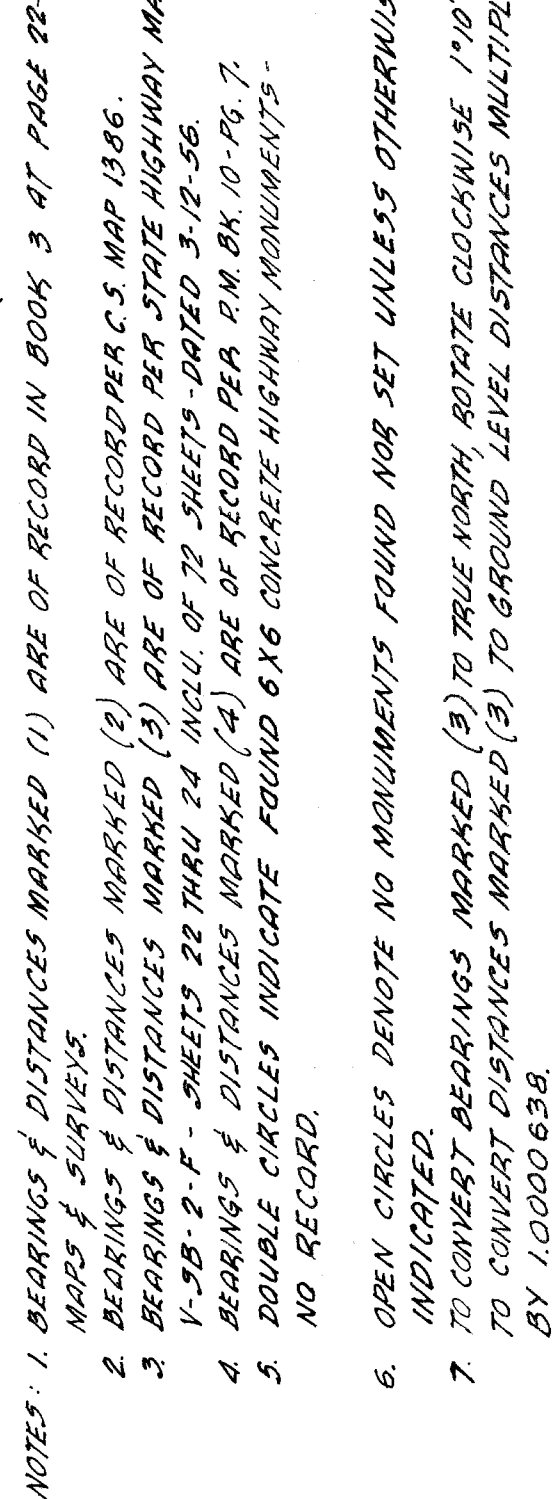 NOTES: 1. BEARINGS & DISTANCES MARKED (1) ARE OF RECORD IN BOOK 3 AT PAGE 22-
MAPS & SURVEYS.
2. BEARINGS & DISTANCES MARKED (2) ARE OF RECORD PER C.S. MAP 1386.
3. BEARINGS & DISTANCES MARKED (3) ARE OF RECORD PER STATE HIGHWAY MA
V-SB-2-F - SHEETS 22 THRU 24 INCLU. OF 72 SHEETS - DATED 3-12-56.
4. BEARINGS & DISTANCES MARKED (4) ARE OF RECORD PER P.M. BK. 10-PG. 7.
5. DOUBLE CIRCLES INDICATE FOUND 6X6 CONCRETE HIGHWAY MONUMENTS-
NO RECORD.
6. OPEN CIRCLES DENOTE NO MONUMENTS FOUND NOR SET UNLESS OTHERWIS
INDICATED.
7. TO CONVERT BEARINGS MARKED (3) TO TRUE NORTH, ROTATE CLOCKWISE 1°10'
TO CONVERT DISTANCES MARKED (3) TO GROUND LEVEL DISTANCES MULTIPL
BY 1.0000638.